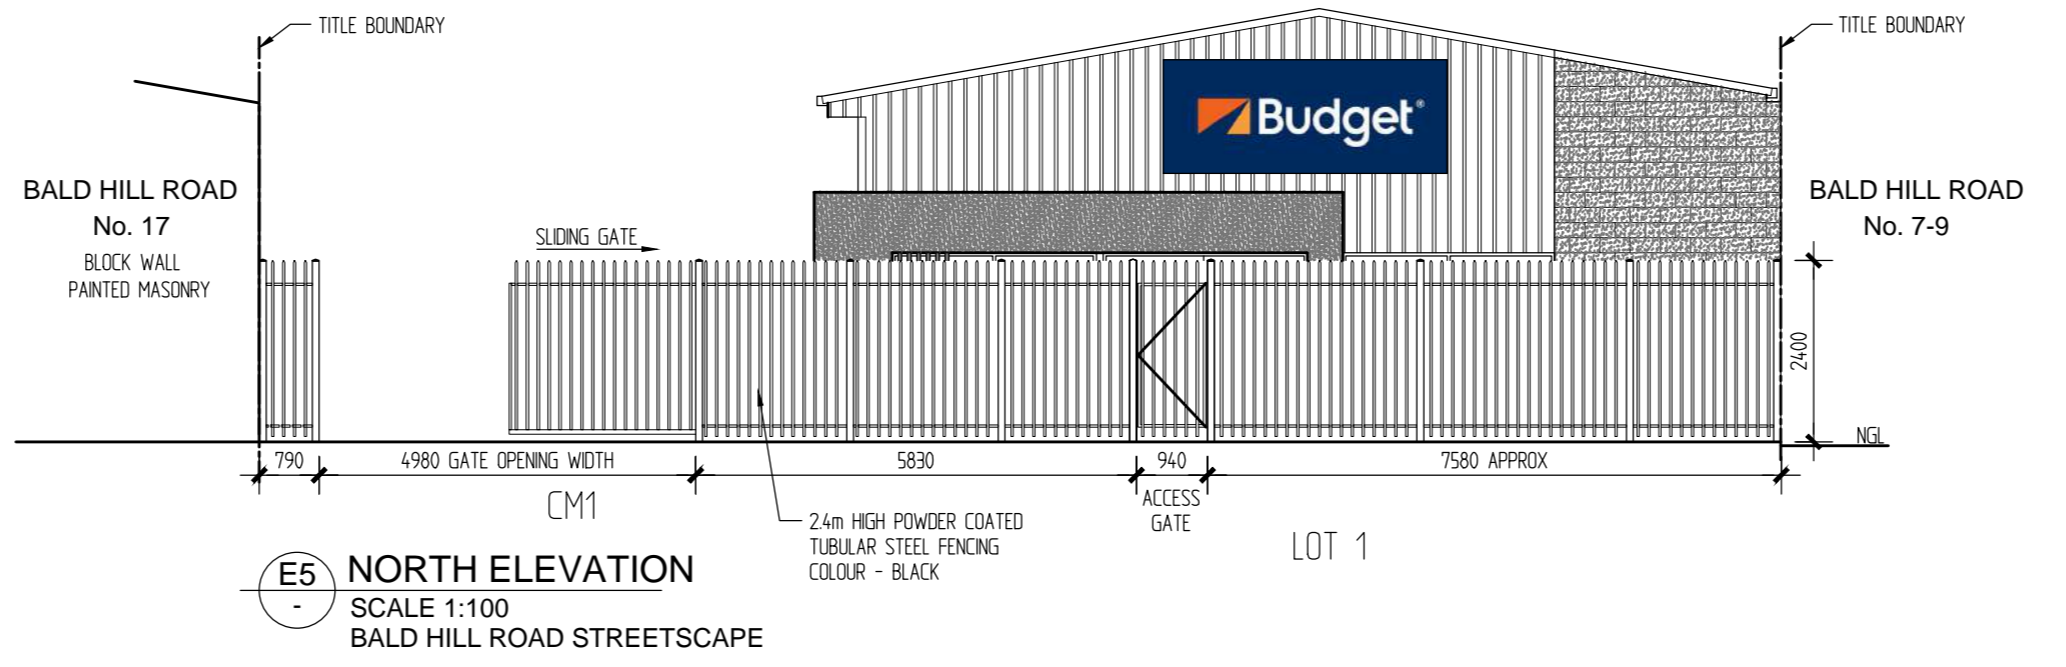 TITLE BOUNDARY
TITLE BOUNDARY
Budget®
BALD HILL ROAD
No. 17
BLOCK WALL
PAINTED MASONRY
BALD HILL ROAD
No. 7-9
SLIDING GATE
2400
NGL
790
4980 GATE OPENING WIDTH
5830
940
7580 APPROX
ACCESS
GATE
CM1
2.4m HIGH POWDER COATED
TUBULAR STEEL FENCING
COLOUR - BLACK
LOT 1
E5
-
NORTH ELEVATION
SCALE 1:100
BALD HILL ROAD STREETSCAPE